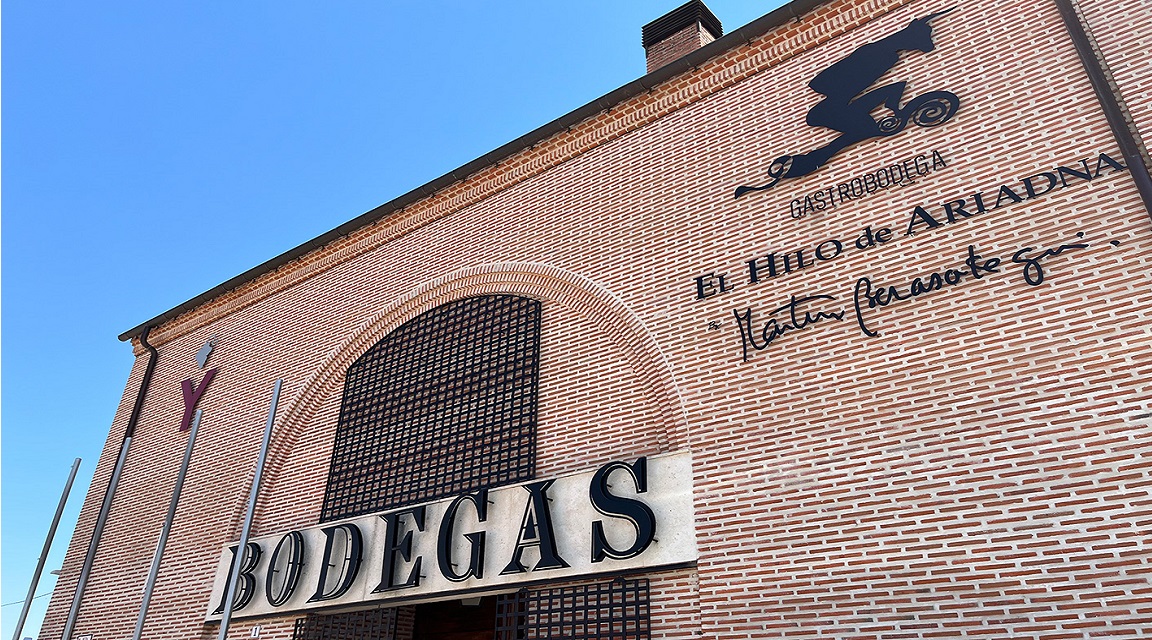 GASTROBODEGA
EL HILO de ARIADNA
Martín Berasategui.
Y
BODEGAS